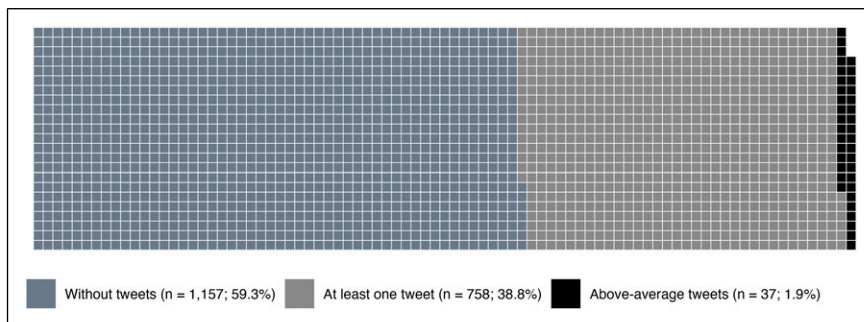 Without tweets (n = 1,157; 59.3%) At least one tweet (n = 758; 38.8%) Above-average tweets (n = 37; 1.9%)